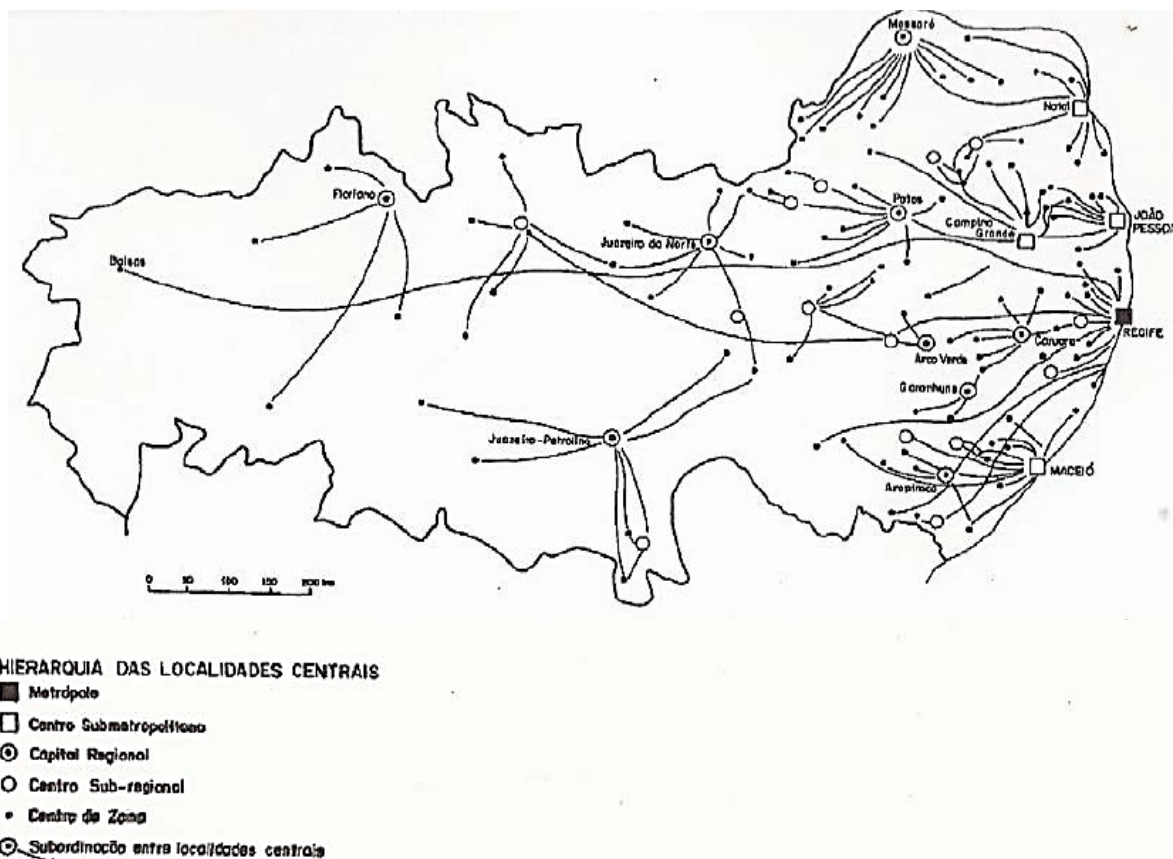 Mossoró
Natal
Floriano
Patos
Campina
Grande
JOÃO
PESSOA
Juazeiro do Norte
Balsas
RECIFE
Arco Verde
Caruaru
Garanhuns
Juazeiro-Petrolina
MACEIÓ
Arapiraca
0 50 100 150 200 km
HIERARQUIA DAS LOCALIDADES CENTRAIS
Metrópole
Centro Submetropolitano
Capital Regional
Centro Sub-regional
Centro de Zona
Subordinacão entre localidades centrais